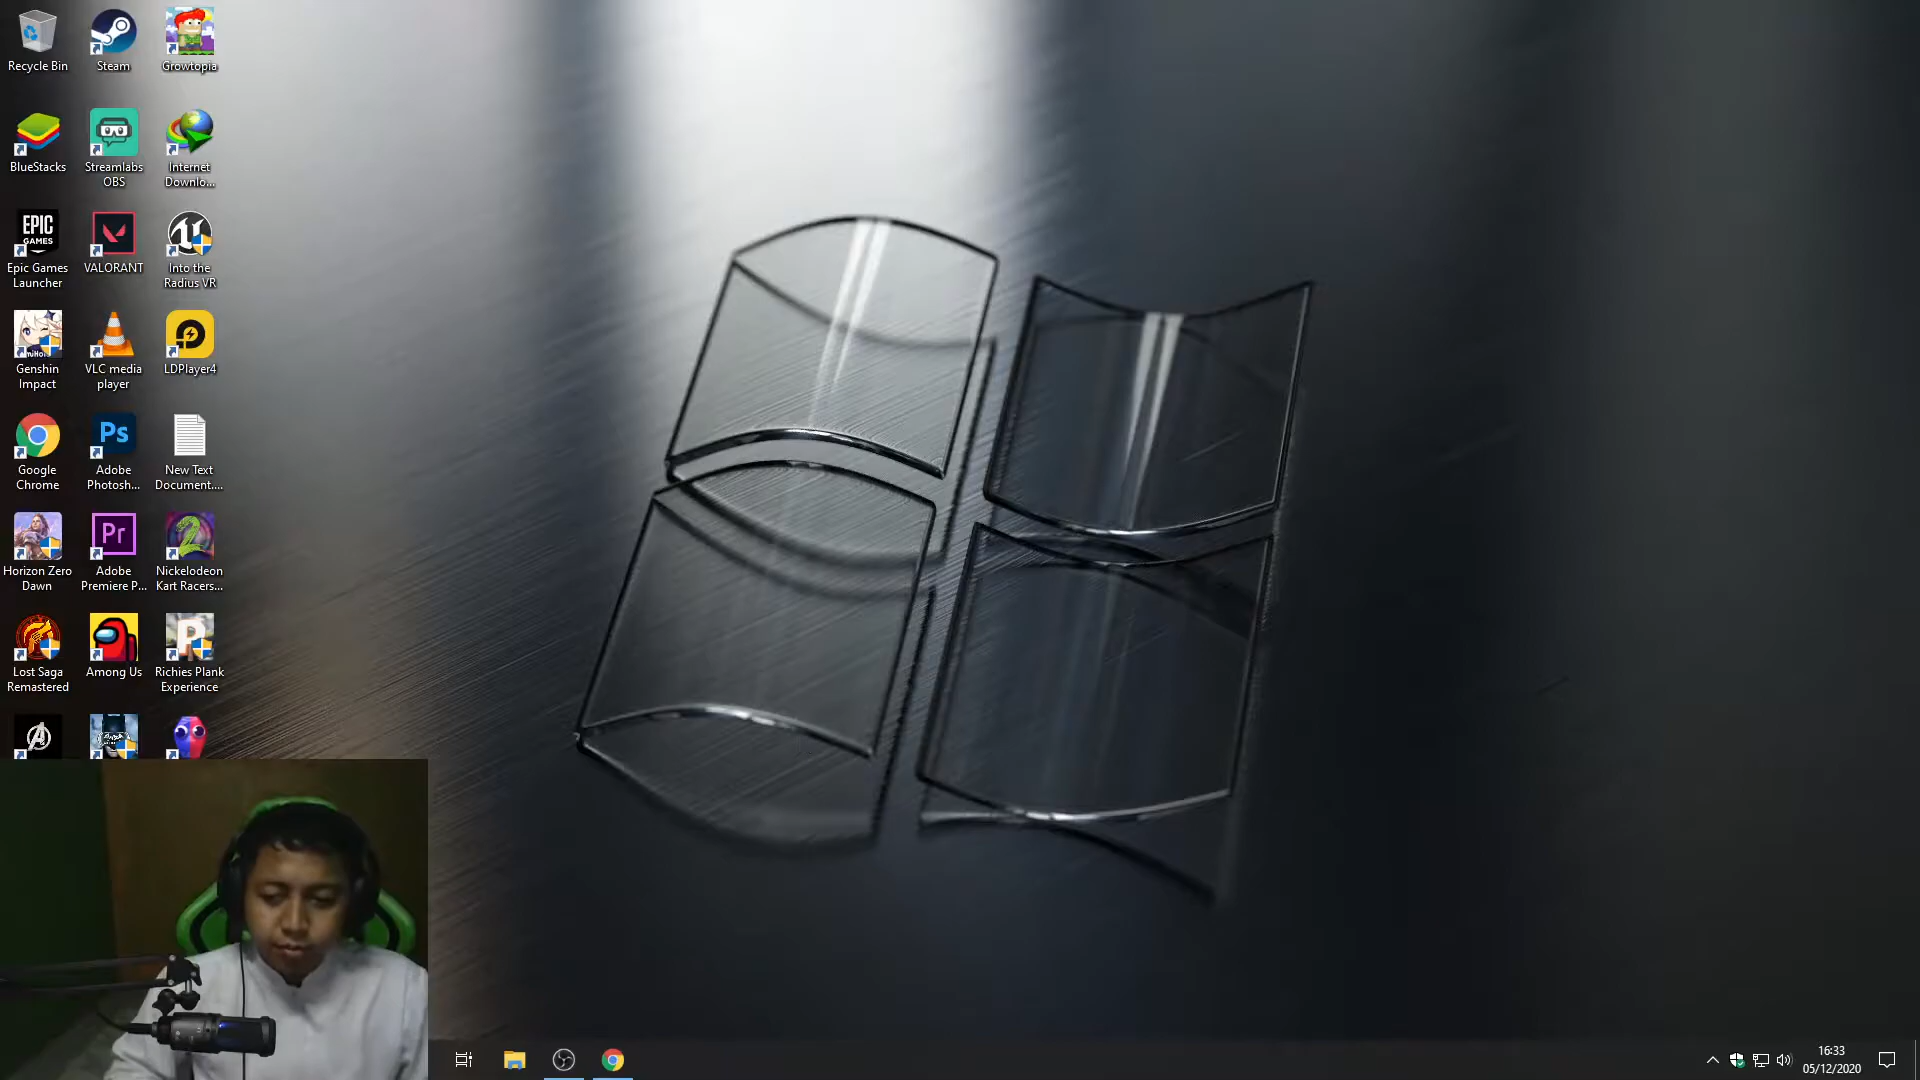 Recycle Bin
Steam
Growtopia
BlueStacks
Streamlabs
OBS
Internet
Downlo...
EPIC
GAMES
Epic Games
Launcher
VALORANT
Into the
Radius VR
Genshin
Impact
VLC media
player
LDPlayer4
Google
Chrome
Ps
Adobe
Photosh...
New Text
Document....
Horizon Zero
Dawn
Pr
Adobe
Premiere P...
2
Nickelodeon
Kart Racers...
Lost Saga
Remastered
Among Us
P
Richies Plank
Experience
16:33
05/12/2020